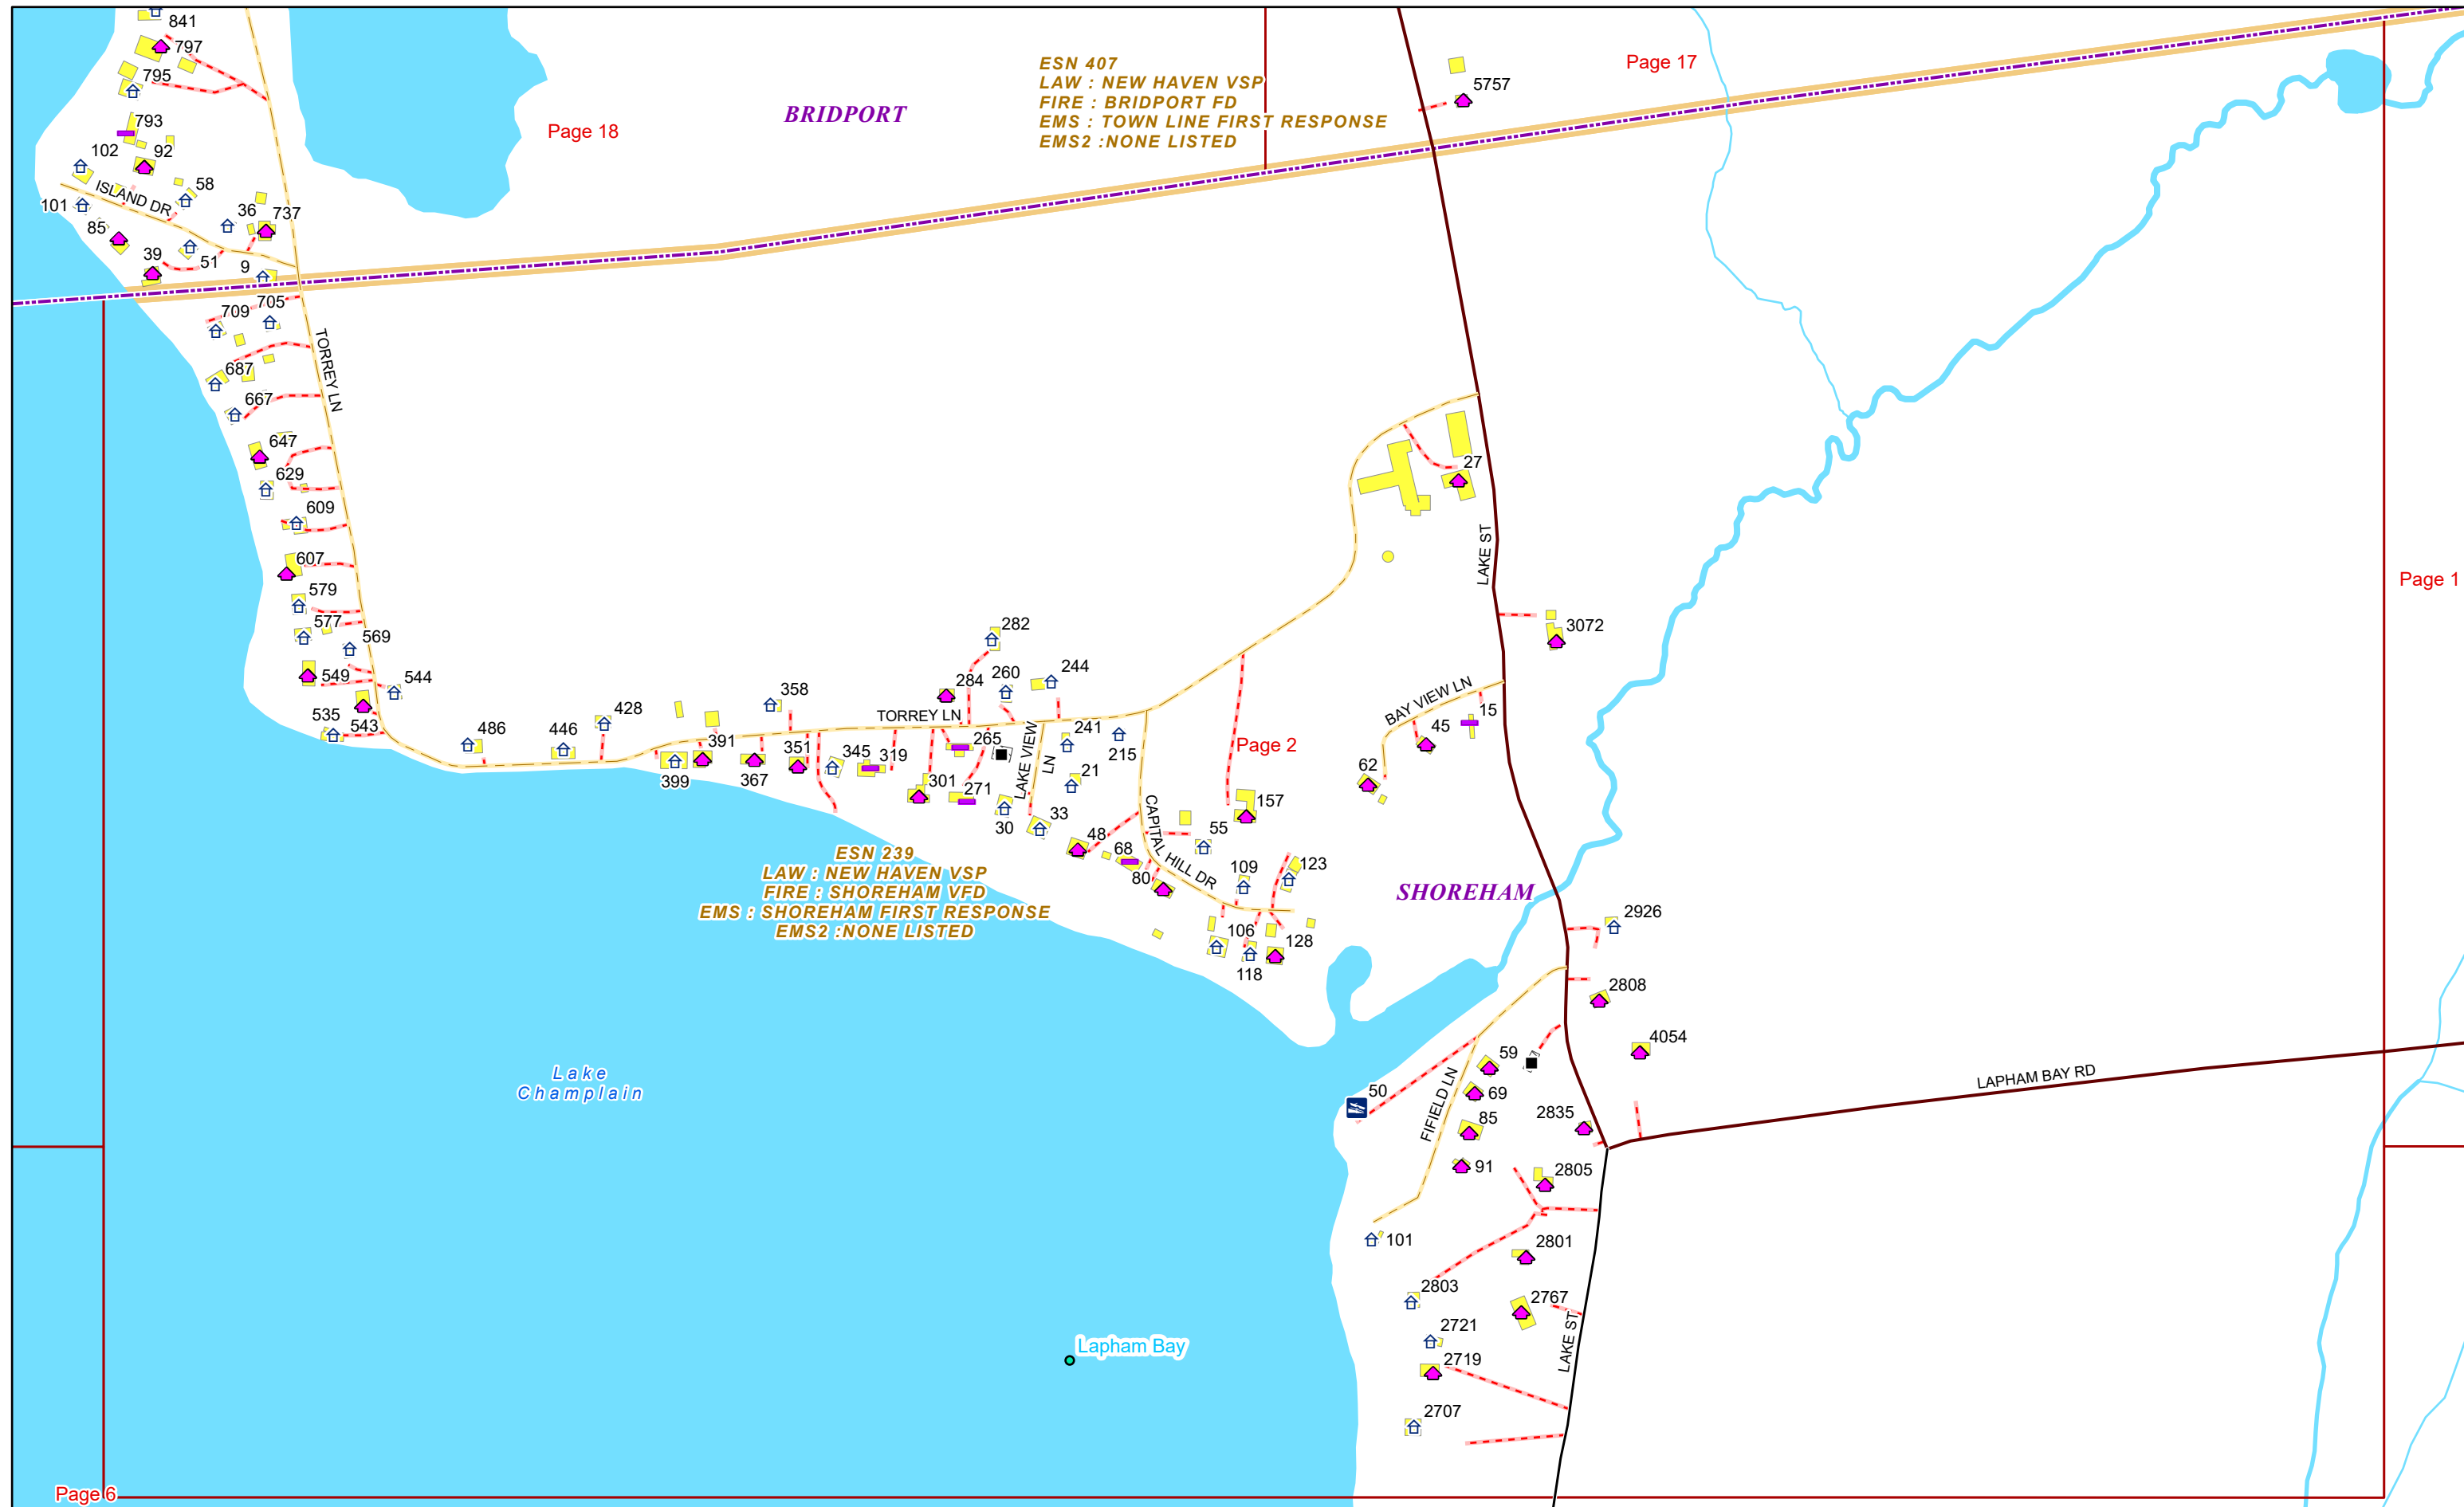 841
797
795
793
102
92
58
ISLAND DR
101
85
36
737
39
51
9
BRIDPORT
Page 18
ESN 407
LAW : NEW HAVEN VSP
FIRE : BRIDPORT FD
EMS : TOWN LINE FIRST RESPONSE
EMS2 :NONE LISTED
5757
Page 17
709
705
TORREY LN
687
667
647
629
609
607
579
577
569
549
544
535
543
486
446
428
358
399
391
367
351
345
319
TORREY LN
284
282
260
244
265
301
271
LAKE VIEW
LN
241
215
21
30
33
48
68
80
CAPITAL HILL DR
55
109
123
157
106
118
128
Page 2
27
LAKE ST
3072
BAY VIEW LN
45
15
62
Page 1
ESN 239
LAW : NEW HAVEN VSP
FIRE : SHOREHAM VFD
EMS : SHOREHAM FIRST RESPONSE
EMS2 :NONE LISTED
SHOREHAM
2926
2808
4054
LAPHAM BAY RD
59
69
85
91
50
FIFIELD LN
2835
2805
101
2801
2803
2767
2721
2719
2707
LAKE ST
Lake
Champlain
Lapham Bay
Page 6